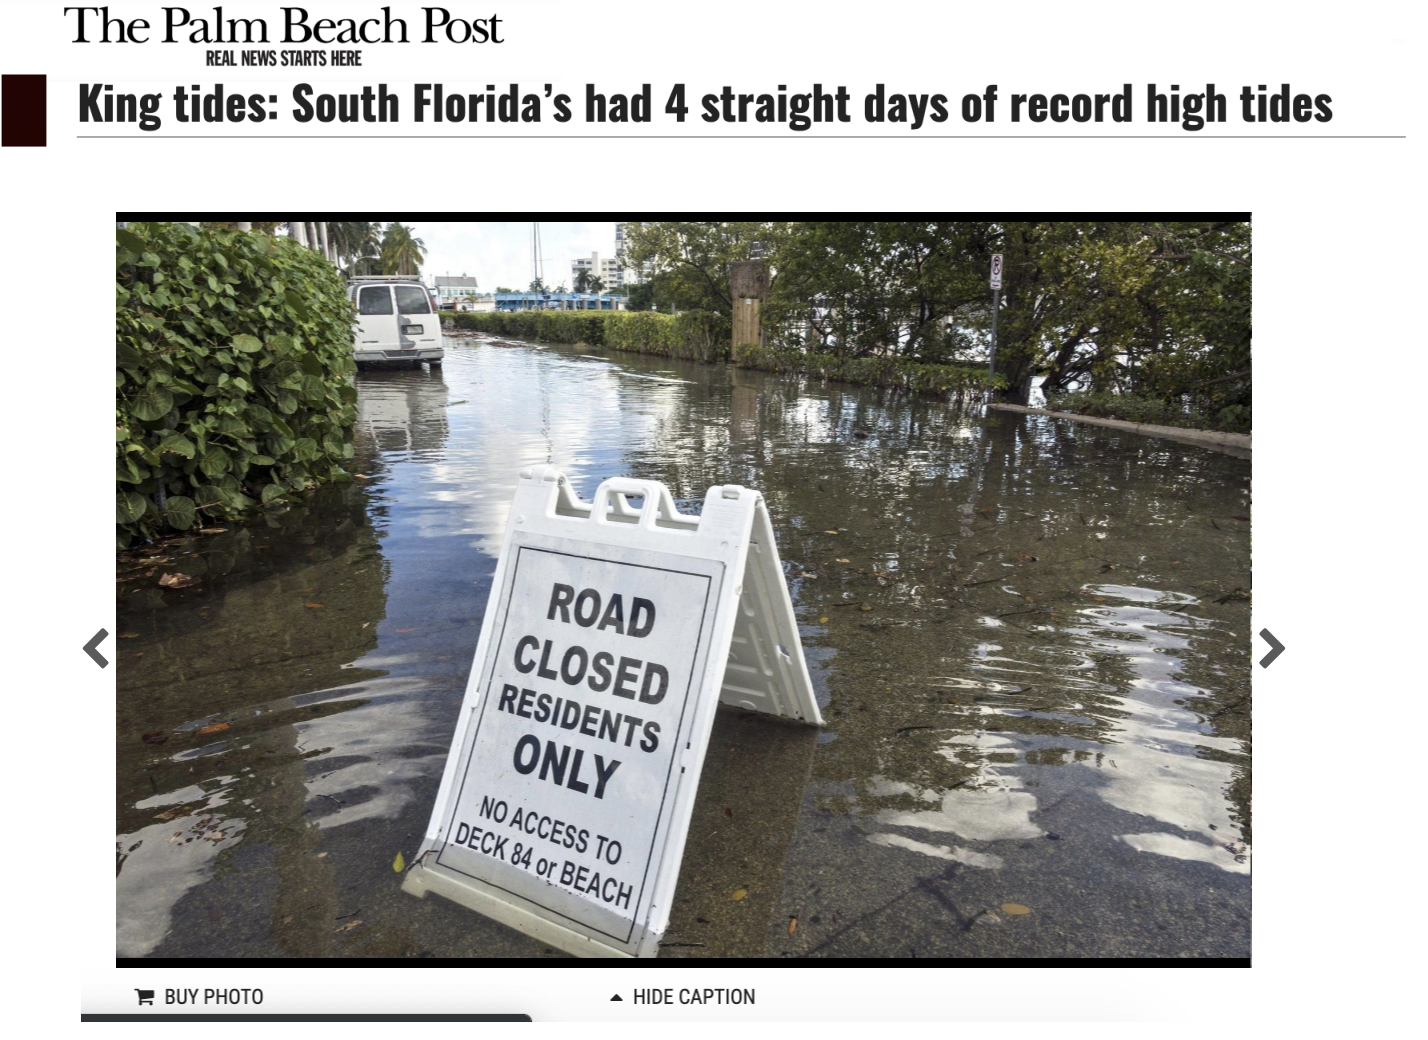 The Palm Beach Post
REAL NEWS STARTS HERE
King tides: South Florida’s had 4 straight days of record high tides
ROAD
CLOSED
RESIDENTS
ONLY
NO ACCESS TO
DECK 84 or BEACH
BUY PHOTO
HIDE CAPTION